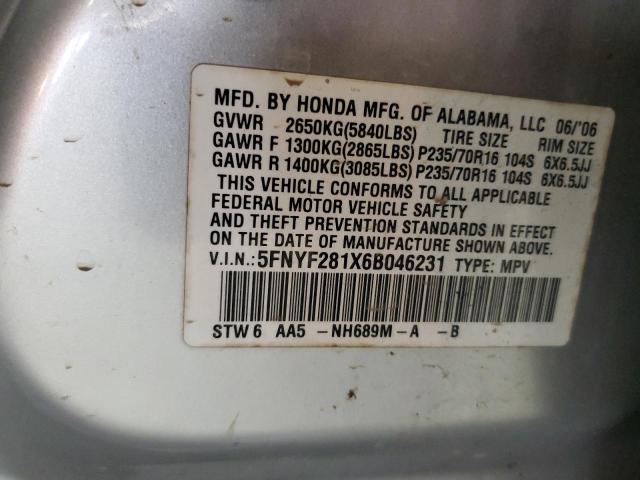 MFD. BY HONDA MFG. OF ALABAMA, LLC 06/'06
GVWR 2650KG(5840LBS) TIRE SIZE RIM SIZE
GAWR F 1300KG(2865LBS) P235/70R16 104S 6X6.5JJ
GAWR R 1400KG(3085LBS) P235/70R16 104S 6X6.5JJ
THIS VEHICLE CONFORMS TO ALL APPLICABLE
FEDERAL MOTOR VEHICLE SAFETY
AND THEFT PREVENTION STANDARDS IN EFFECT
ON THE DATE OF MANUFACTURE SHOWN ABOVE.
V.I.N.: 5FNYF281X6B046231 TYPE: MPV
STW6 AA5 -NH689M-A -B